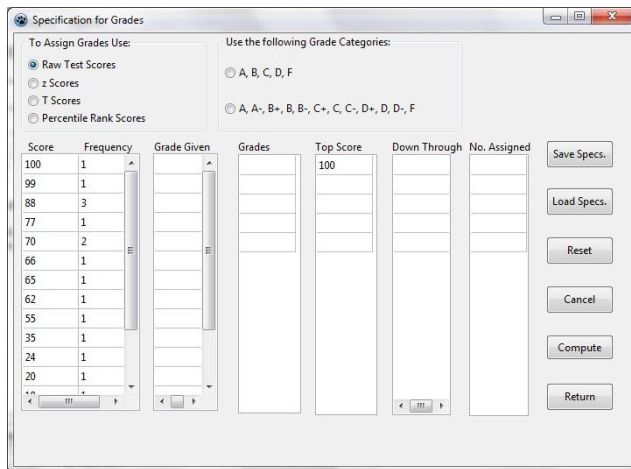 Specification for Grades
To Assign Grades Use:
Raw Test Scores
z Scores
T Scores
Percentile Rank Scores
Use the following Grade Categories:
A, B, C, D, F
A, A-, B+, B, B-, C+, C, C-, D+, D, D-, F
Score Frequency Grade Given Grades Top Score Down Through No. Assigned
100 1 100
99 1
88 3
77 1
70 2
66 1
65 1
62 1
55 1
35 1
24 1
20 1
Save Specs.
Load Specs.
Reset
Cancel
Compute
Return